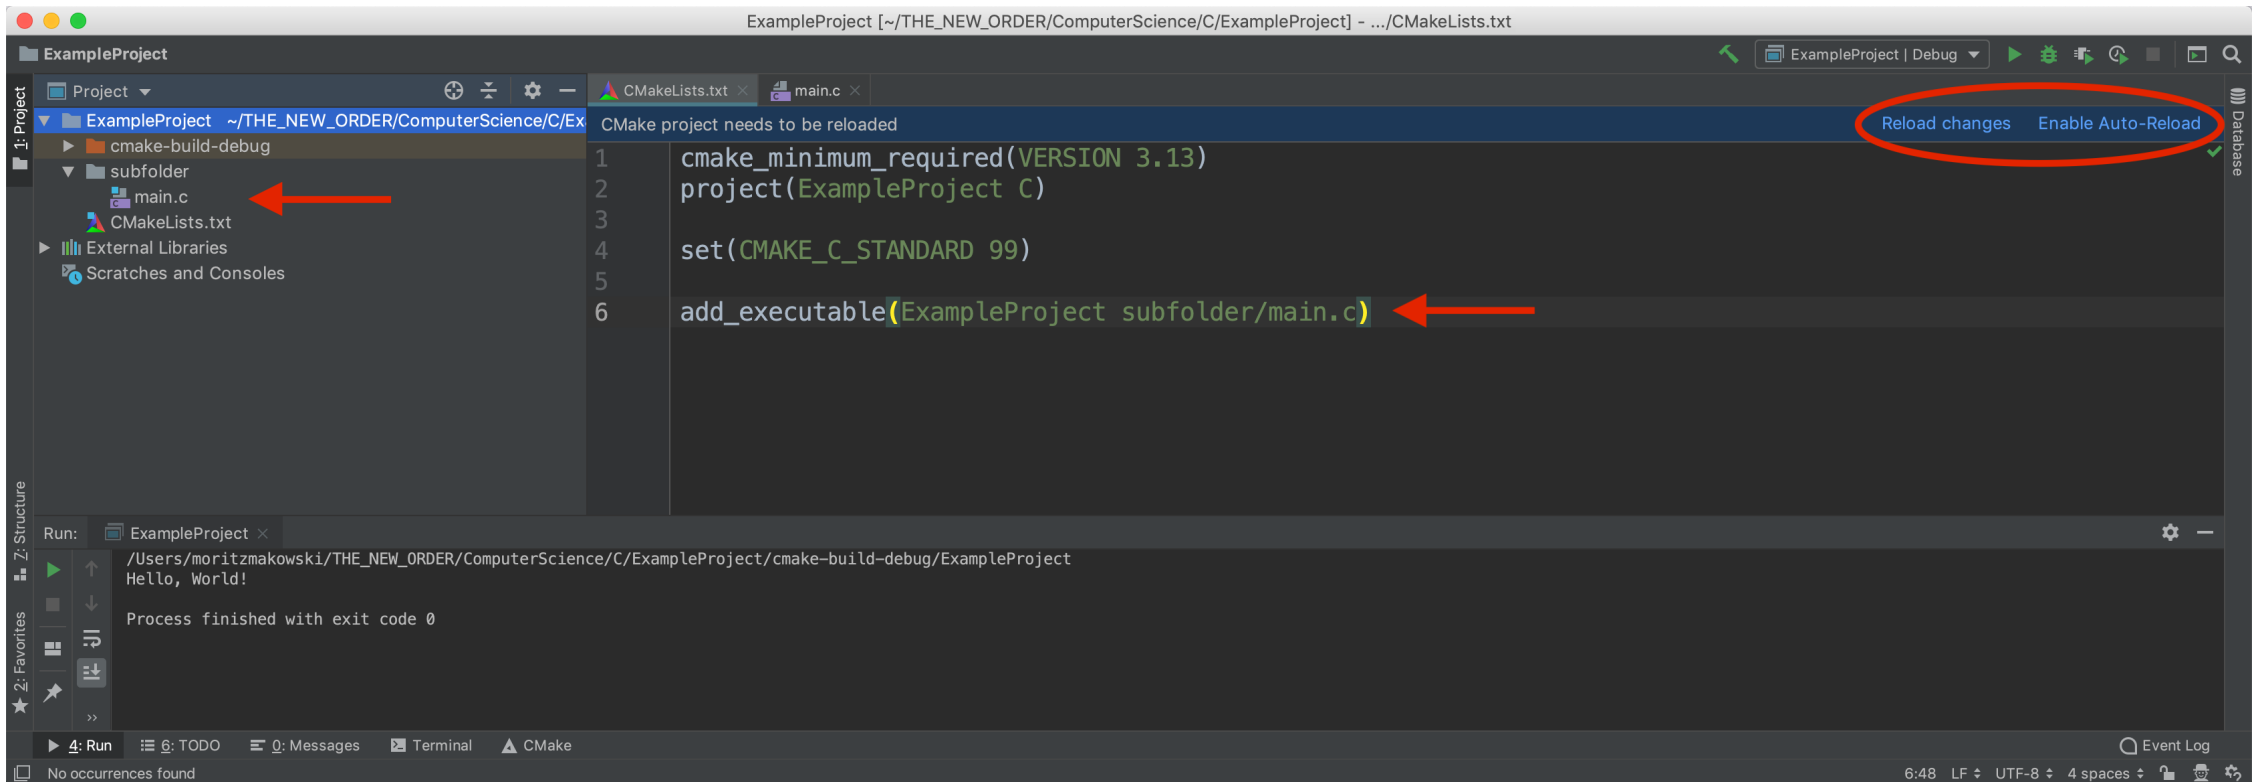 ExampleProject [~/THE_NEW_ORDER/ComputerScience/C/ExampleProject] - .../CMakeLists.txt
ExampleProject
ExampleProject | Debug
1: Project
Project
CMakeLists.txt
main.c
ExampleProject ~/THE_NEW_ORDER/ComputerScience/C/Ex
cmake-build-debug
subfolder
main.c
CMakeLists.txt
External Libraries
Scratches and Consoles
CMake project needs to be reloaded
Reload changes Enable Auto-Reload
1 cmake_minimum_required(VERSION 3.13)
2 project(ExampleProject C)
3
4 set(CMAKE_C_STANDARD 99)
5
6 add_executable(ExampleProject subfolder/main.c)
Database
Z: Structure
2: Favorites
Run: ExampleProject
/Users/moritzmakowski/THE_NEW_ORDER/ComputerScience/C/ExampleProject/cmake-build-debug/ExampleProject
Hello, World!
Process finished with exit code 0
4: Run 6: TODO 0: Messages Terminal CMake Event Log
No occurrences found 6:48 LF UTF-8 4 spaces